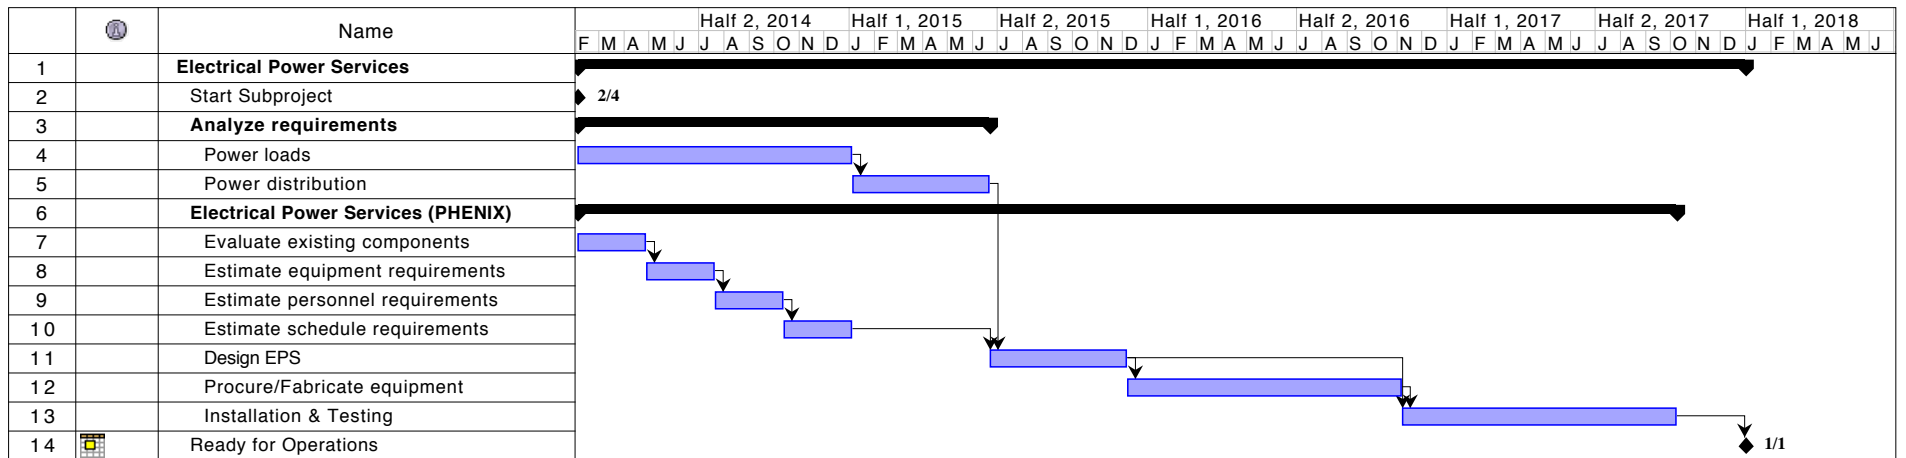 Name
Half 2, 2014 Half 1, 2015 Half 2, 2015 Half 1, 2016 Half 2, 2016 Half 1, 2017 Half 2, 2017 Half 1, 2018
F M A M J J A S O N D J F M A M J J A S O N D J F M A M J J A S O N D J F M A M J J A S O N D J F M A M J
1 Electrical Power Services
2 Start Subproject 2/4
3 Analyze requirements
4 Power loads
5 Power distribution
6 Electrical Power Services (PHENIX)
7 Evaluate existing components
8 Estimate equipment requirements
9 Estimate personnel requirements
10 Estimate schedule requirements
11 Design EPS
12 Procure/Fabricate equipment
13 Installation & Testing
14 Ready for Operations 1/1